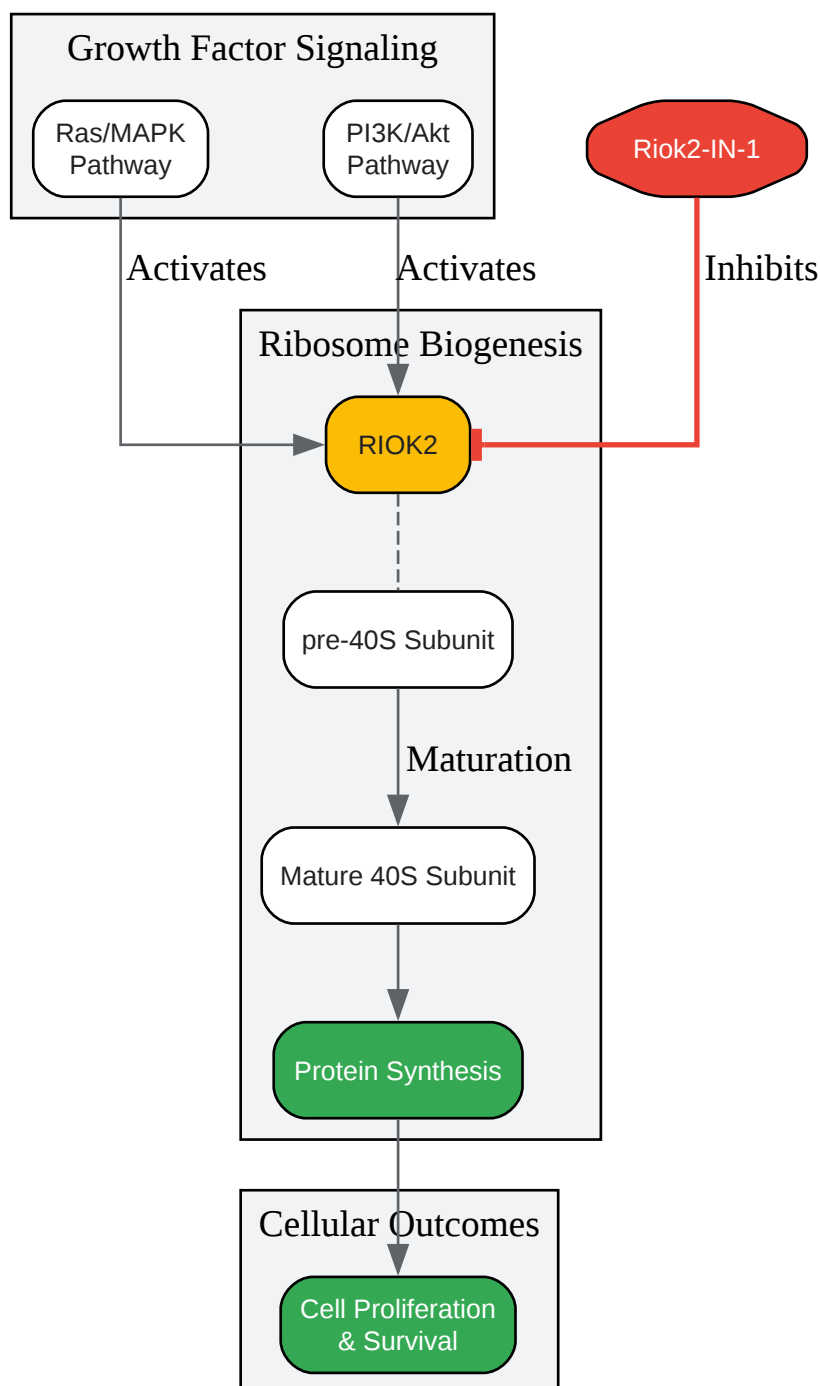 Growth Factor Signaling
Ras/MAPK
Pathway
PI3K/Akt
Pathway
Riok2-IN-1
Activates
Activates
Inhibits
Ribosome Biogenesis
RIOK2
pre-40S Subunit
Maturation
Mature 40S Subunit
Protein Synthesis
Cellular Outcomes
Cell Proliferation
& Survival